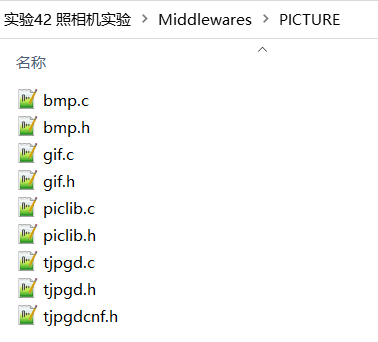 实验42 照相机实验 > Middlewares > PICTURE
名称
bmp.c
bmp.h
gif.c
gif.h
piclib.c
piclib.h
tjpgd.c
tjpgd.h
tjpgdcnf.h